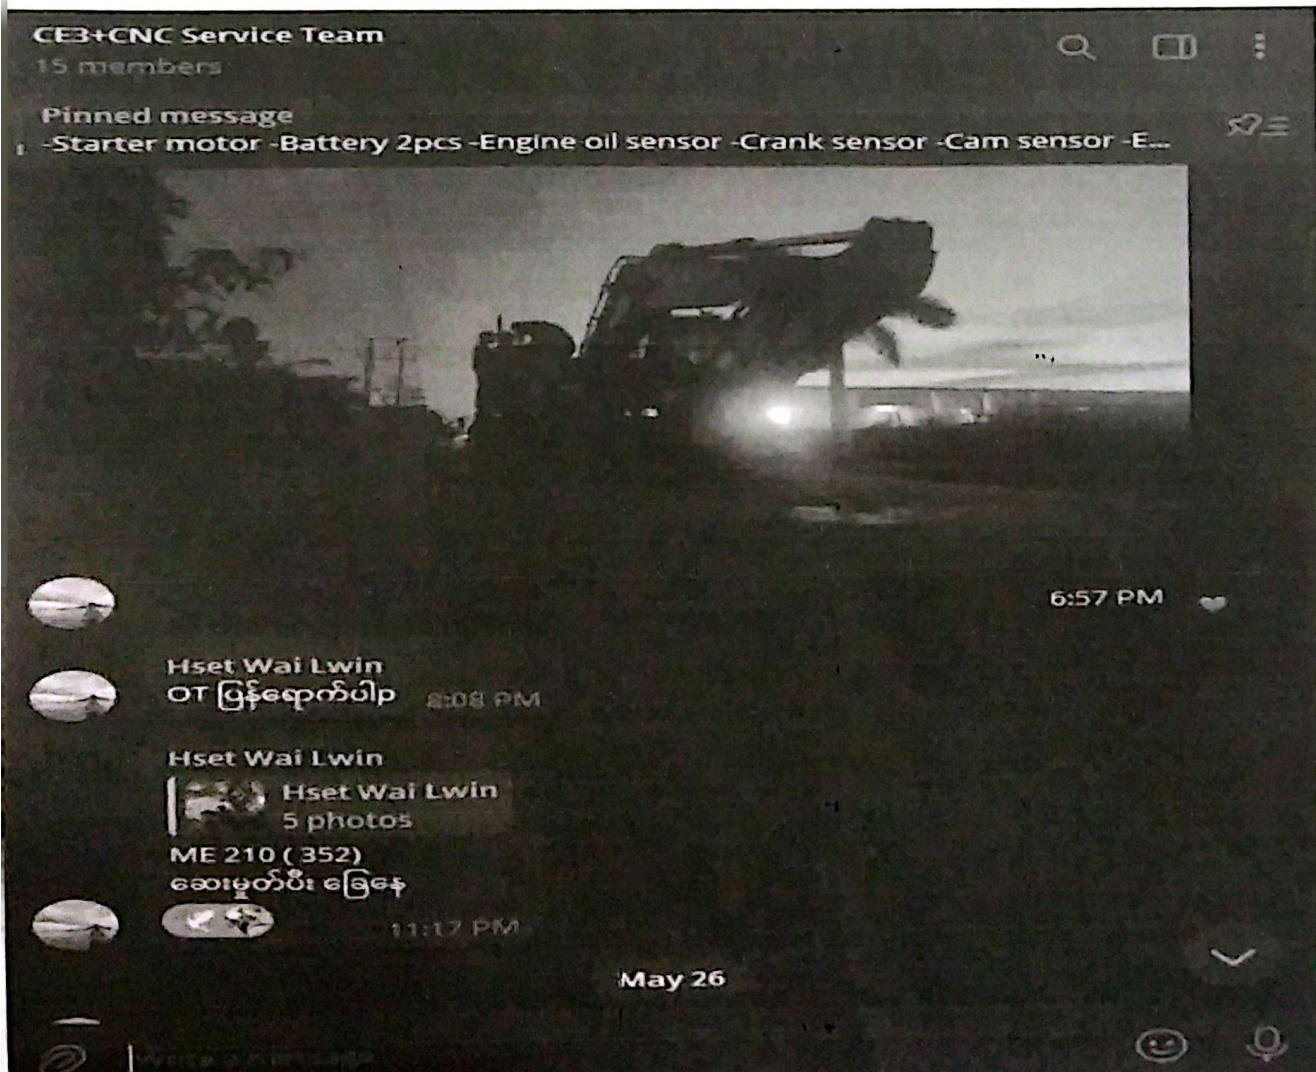 CE3+CNC Service Team
15 members
Pinned message
-Starter motor -Battery 2pcs -Engine oil sensor -Crank sensor -Cam sensor -E...
6:57 PM
Hset Wai Lwin
OT ပြန်ရောက်ပါp 8:08 PM
Hset Wai Lwin
Hset Wai Lwin
5 photos
ME 210 ( 352)
ဆေးမှုတ်ပီး ခြေနေ
11:17 PM
May 26
Write a message